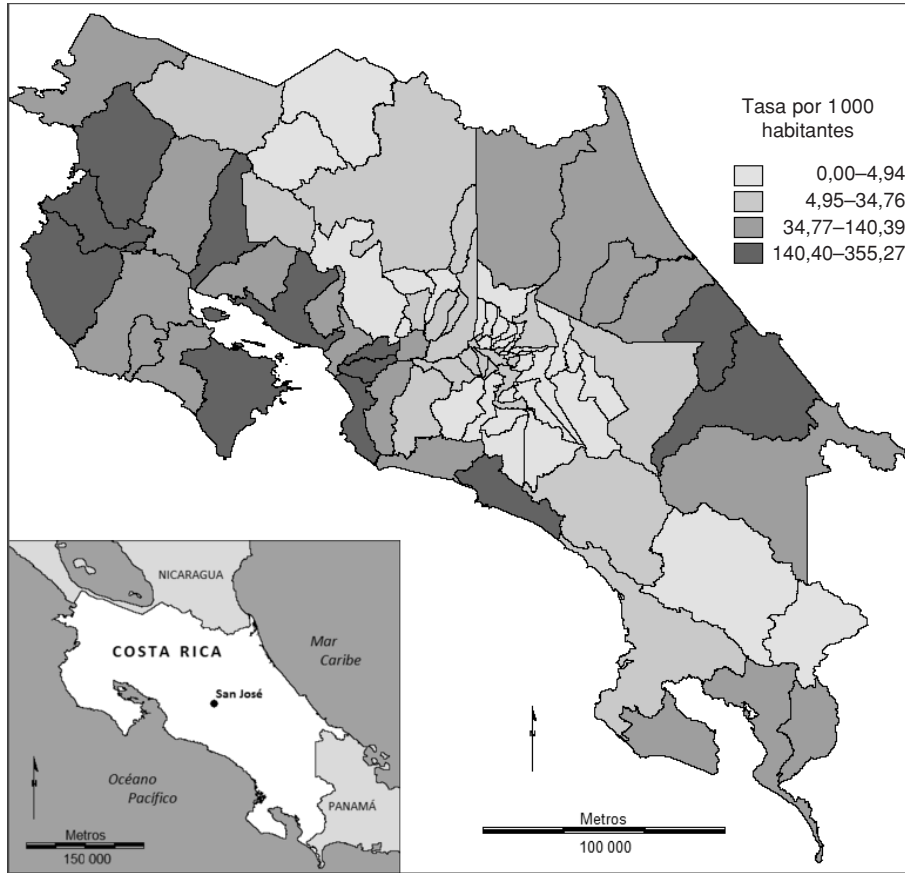 Tasa por 1 000
habitantes
0,00–4,94
4,95–34,76
34,77–140,39
140,40–355,27
NICARAGUA
COSTA RICA
Mar
Caribe
San José
Océano
Pacífico
PANAMÁ
N
Metros
150 000
N
Metros
100 000